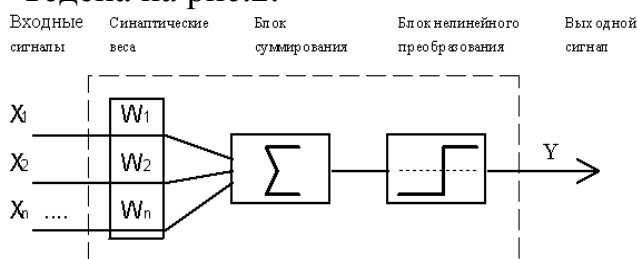 ведена на рис.2.
Входные Синаптические Блок Блок нелинейного Выходной
сигналы веса суммирования преобразования сигнал
X1 W1
X2 W2 Σ Y
Xn .... Wn